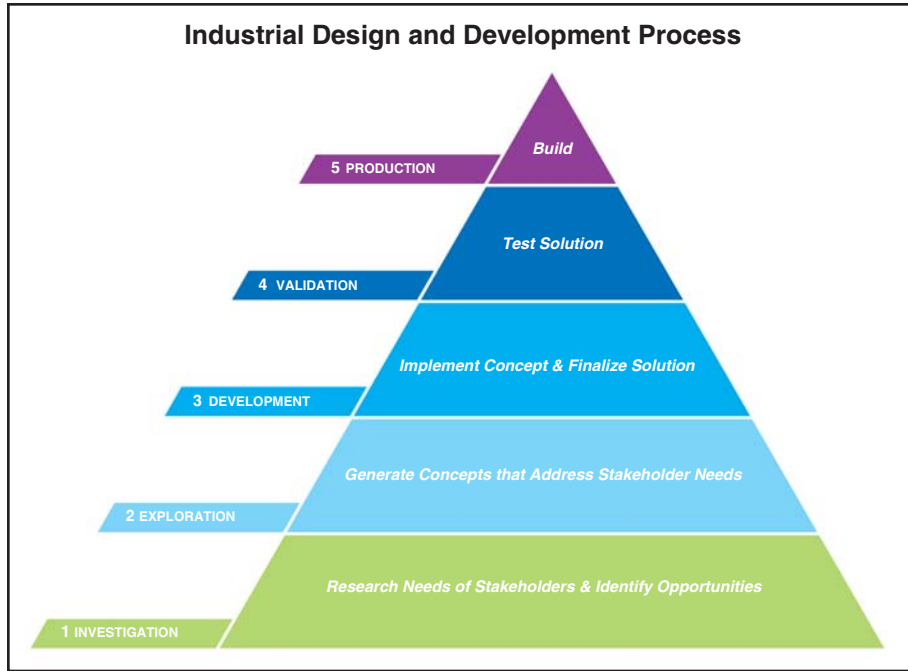 Industrial Design and Development Process
Build
5 PRODUCTION
Test Solution
4 VALIDATION
Implement Concept & Finalize Solution
3 DEVELOPMENT
Generate Concepts that Address Stakeholder Needs
2 EXPLORATION
Research Needs of Stakeholders & Identify Opportunities
1 INVESTIGATION